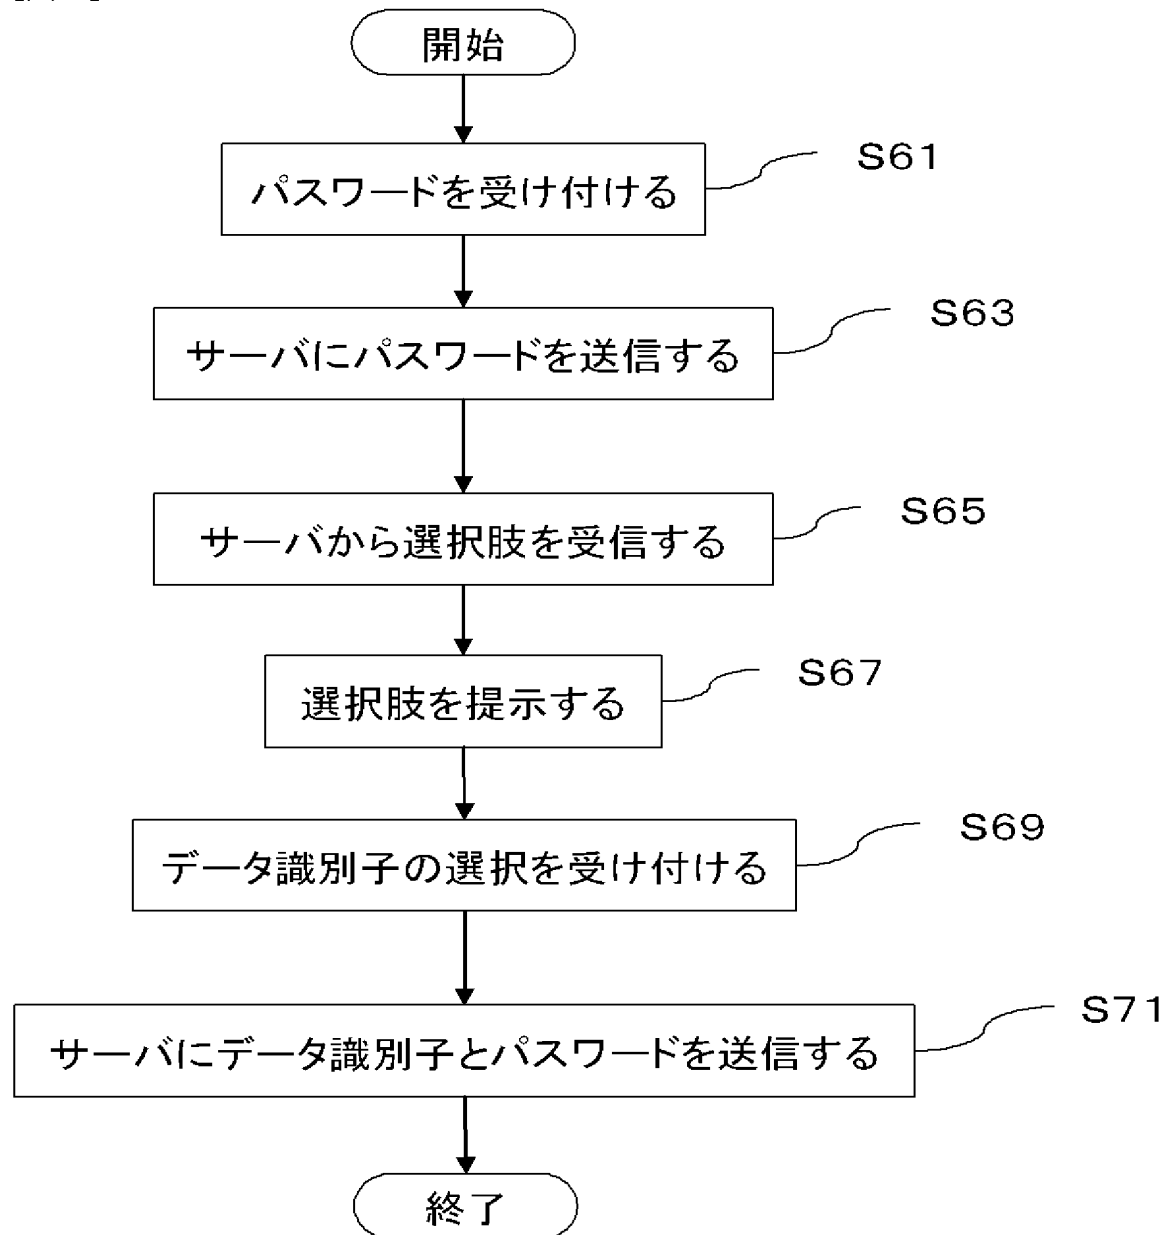 開始
パスワードを受け付ける
S61
サーバにパスワードを送信する
S63
サーバから選択肢を受信する
S65
選択肢を提示する
S67
データ識別子の選択を受け付ける
S69
サーバにデータ識別子とパスワードを送信する
S71
終了